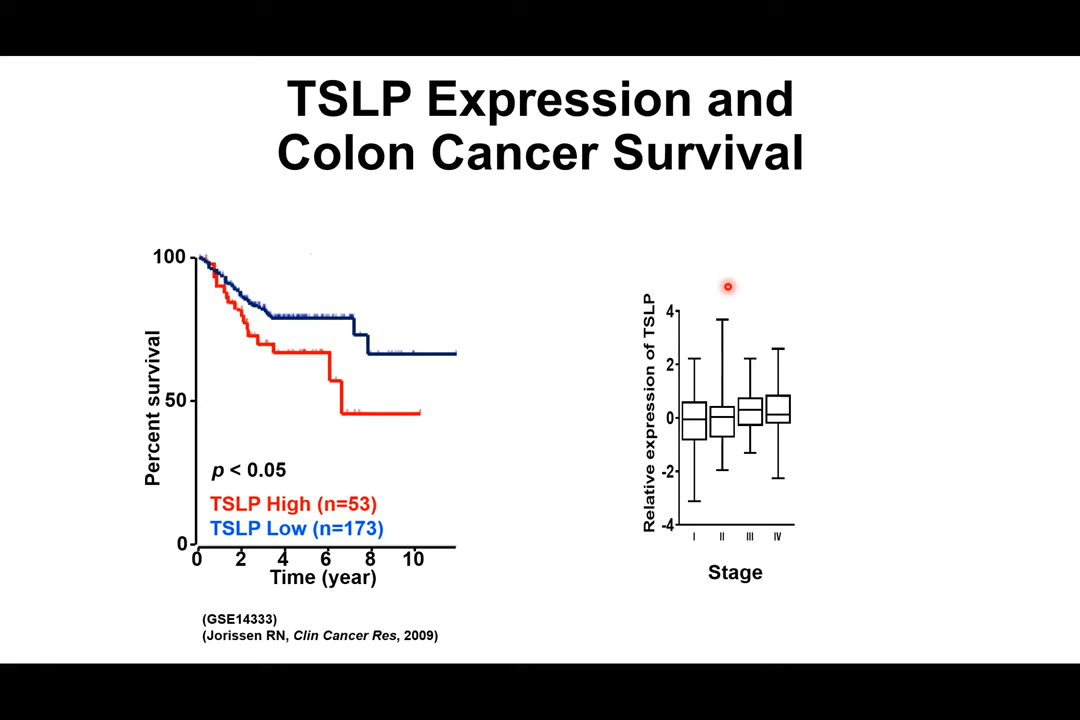 TSLP Expression and
Colon Cancer Survival
Percent survival
100
50
0
p < 0.05
TSLP High (n=53)
TSLP Low (n=173)
0 2 4 6 8 10
Time (year)
(GSE14333)
(Jorissen RN, Clin Cancer Res, 2009)
Relative expression of TSLP
4
2
0
-2
-4
I II III IV
Stage